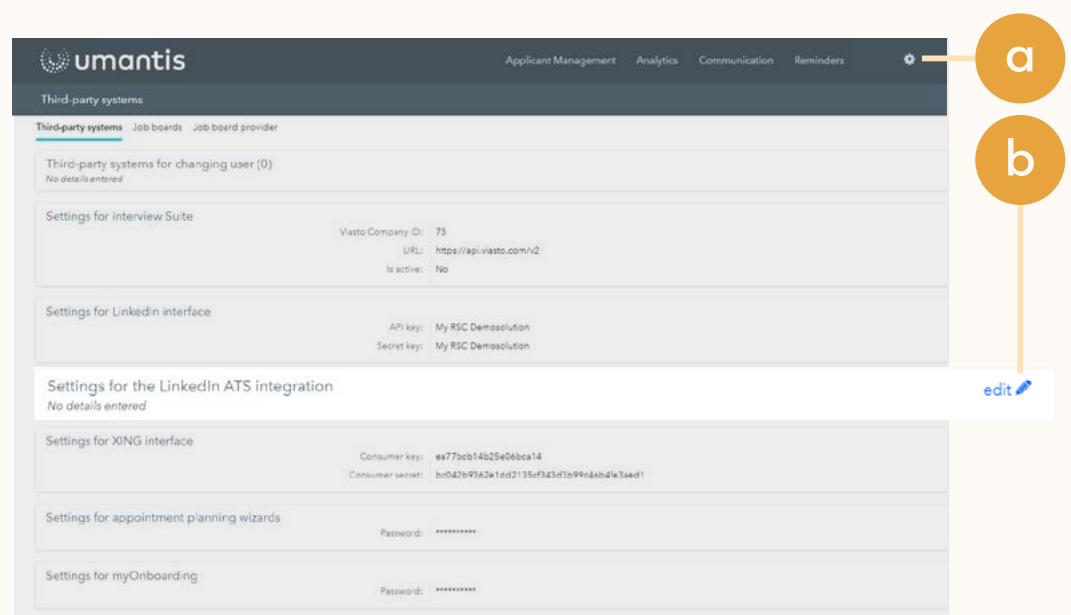 umantis
Applicant Management Analytics Communication Reminders
a
Third-party systems
Third-party systems Job boards Job board provider
b
Third-party systems for changing user (0)
No details entered
Settings for interview Suite
Viasto Company ID: 73
URL: https://api.viasto.com/v2
Is active: No
Settings for LinkedIn interface
API key: My RSC Demosolution
Secret key: My RSC Demosolution
Settings for the LinkedIn ATS integration
edit
No details entered
Settings for XING interface
Consumer key:
Consumer secret:
Settings for appointment planning wizards
Password: **********
Settings for myOnboarding
Password: **********